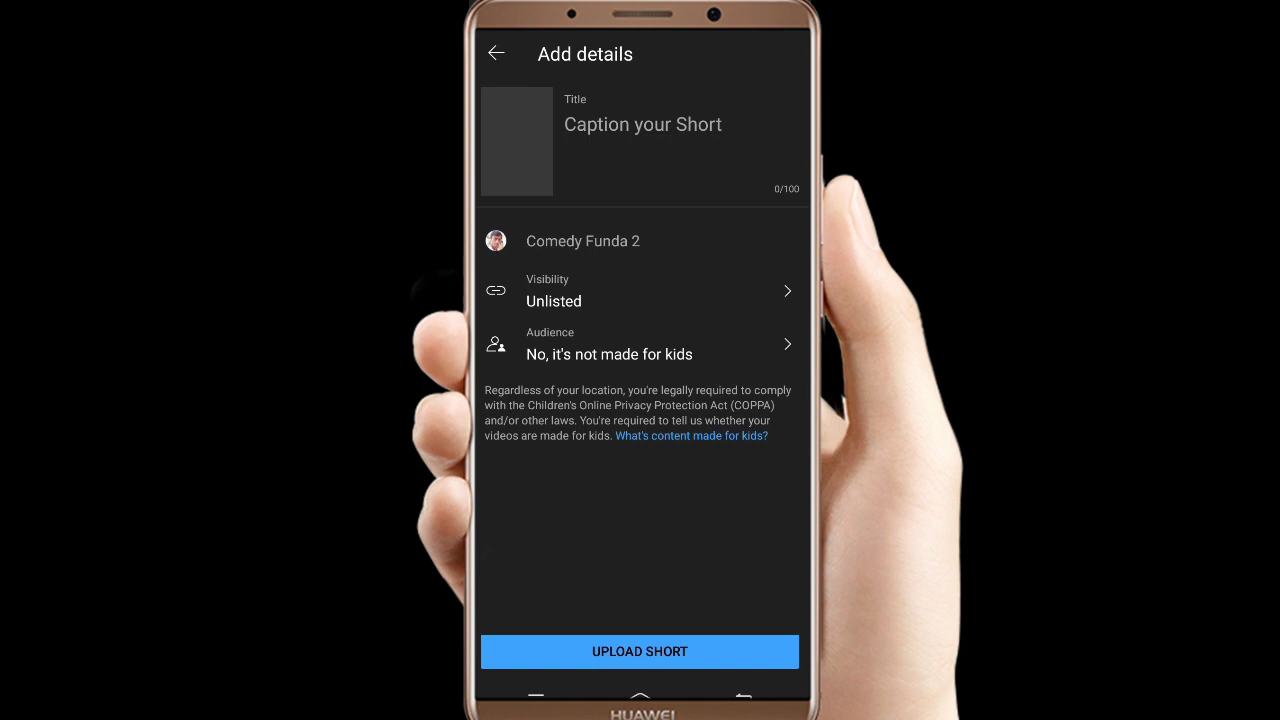 Add details
Title
Caption your Short
0/100
Comedy Funda 2
Visibility
Unlisted
Audience
No, it's not made for kids
Regardless of your location, you're legally required to comply
with the Children's Online Privacy Protection Act (COPPA)
and/or other laws. You're required to tell us whether your
videos are made for kids. What's content made for kids?
UPLOAD SHORT
HUAWEI